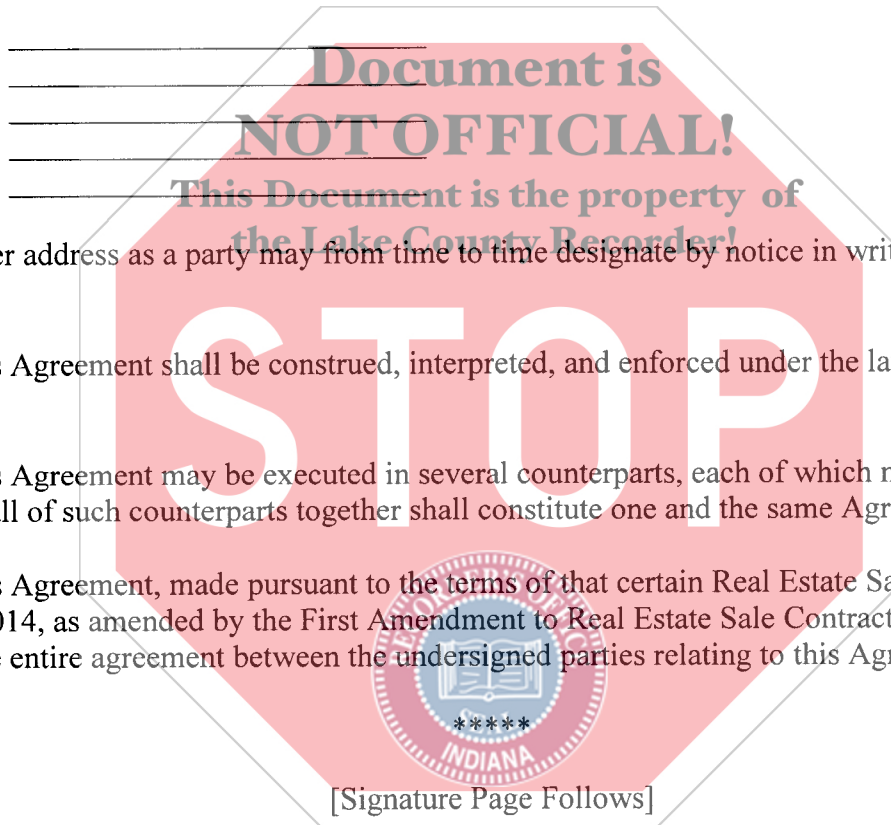 Document is
NOT OFFICIAL!
This Document is the property of
the Lake County Recorder!
er address as a party may from time to time designate by notice in writ
s Agreement shall be construed, interpreted, and enforced under the la
STOP
s Agreement may be executed in several counterparts, each of which m
all of such counterparts together shall constitute one and the same Agr
s Agreement, made pursuant to the terms of that certain Real Estate Sa
014, as amended by the First Amendment to Real Estate Sale Contract
e entire agreement between the undersigned parties relating to this Agr
RECORDER'S OFFICE
SEAL
*****
INDIANA
[Signature Page Follows]